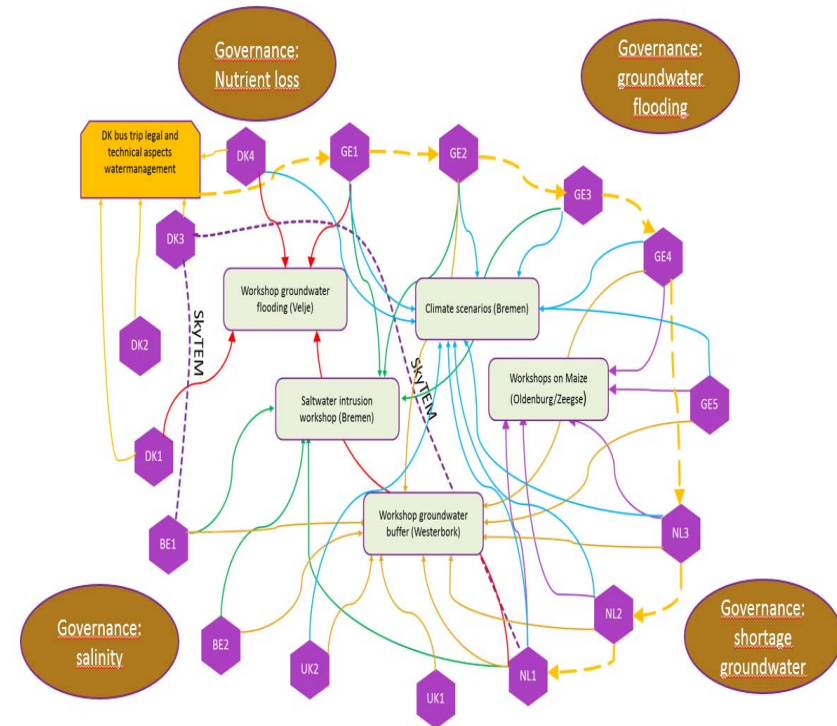 Governance:
Nutrient loss
Governance:
groundwater
flooding
DK bus trip legal and
technical aspects
watermanagement
DK4
GE1
GE2
GE3
DK3
GE4
Workshop groundwater
flooding (Velje)
Climate scenarios (Bremen)
SkyTEM
DK2
SkyTEM
Workshops on Maize
(Oldenburg/Zeegse)
GE5
Saltwater intrusion
workshop (Bremen)
DK1
Workshop groundwater
buffer (Westerbork)
BE1
NL3
Governance:
salinity
BE2
UK2
UK1
NL1
NL2
Governance:
shortage
groundwater